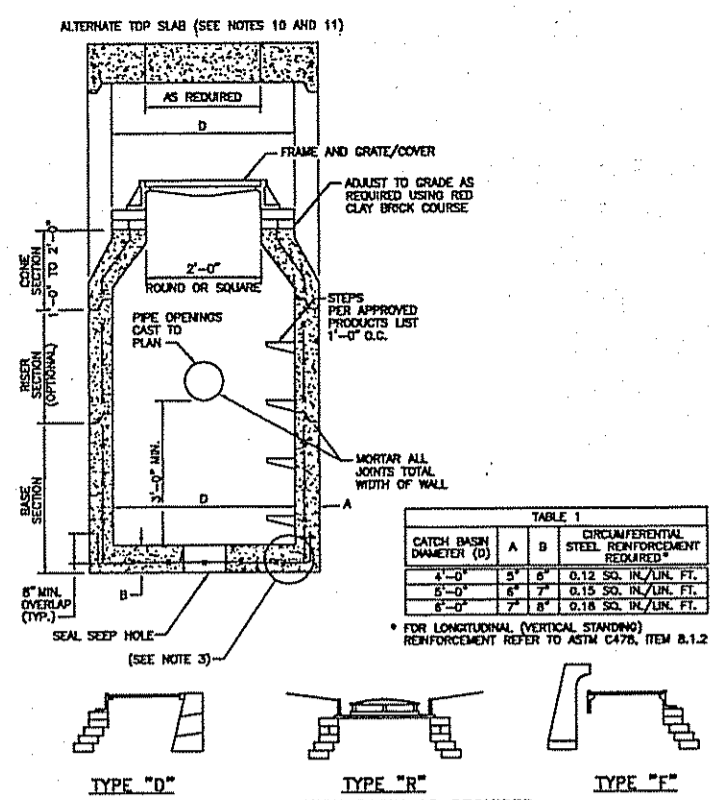 ALTERNATE TOP SLAB (SEE NOTES 10 AND 11)
AS REQUIRED
D
FRAME AND GRATE/COVER
ADJUST TO GRADE AS
REQUIRED USING RED
CLAY BRICK COURSE
CONE
SECTION
1'-0" TO 2'-0"
2'-0"
ROUND OR SQUARE
STEPS
PER APPROVED
PRODUCTS LIST
1'-0" O.C.
PIPE OPENINGS
CAST TO
PLAN
RISER
SECTION
(OPTIONAL)
MORTAR ALL
JOINTS TOTAL
WIDTH OF WALL
3'-0" MIN.
BASE
SECTION
D
A
8" MIN.
OVERLAP
(TYP.)
B
SEAL SEEP HOLE
(SEE NOTE 3)
TABLE 1
CATCH BASIN DIAMETER (D) A B CIRCUMFERENTIAL STEEL REINFORCEMENT REQUIRED*
4'-0" 5" 6" 0.12 SQ. IN./LIN. FT.
5'-0" 6" 7" 0.15 SQ. IN./LIN. FT.
6'-0" 7" 8" 0.18 SQ. IN./LIN. FT.
* FOR LONGITUDINAL (VERTICAL STANDING)
REINFORCEMENT REFER TO ASTM C478, ITEM 8.1.2
TYPE "D"
TYPE "R"
TYPE "F"